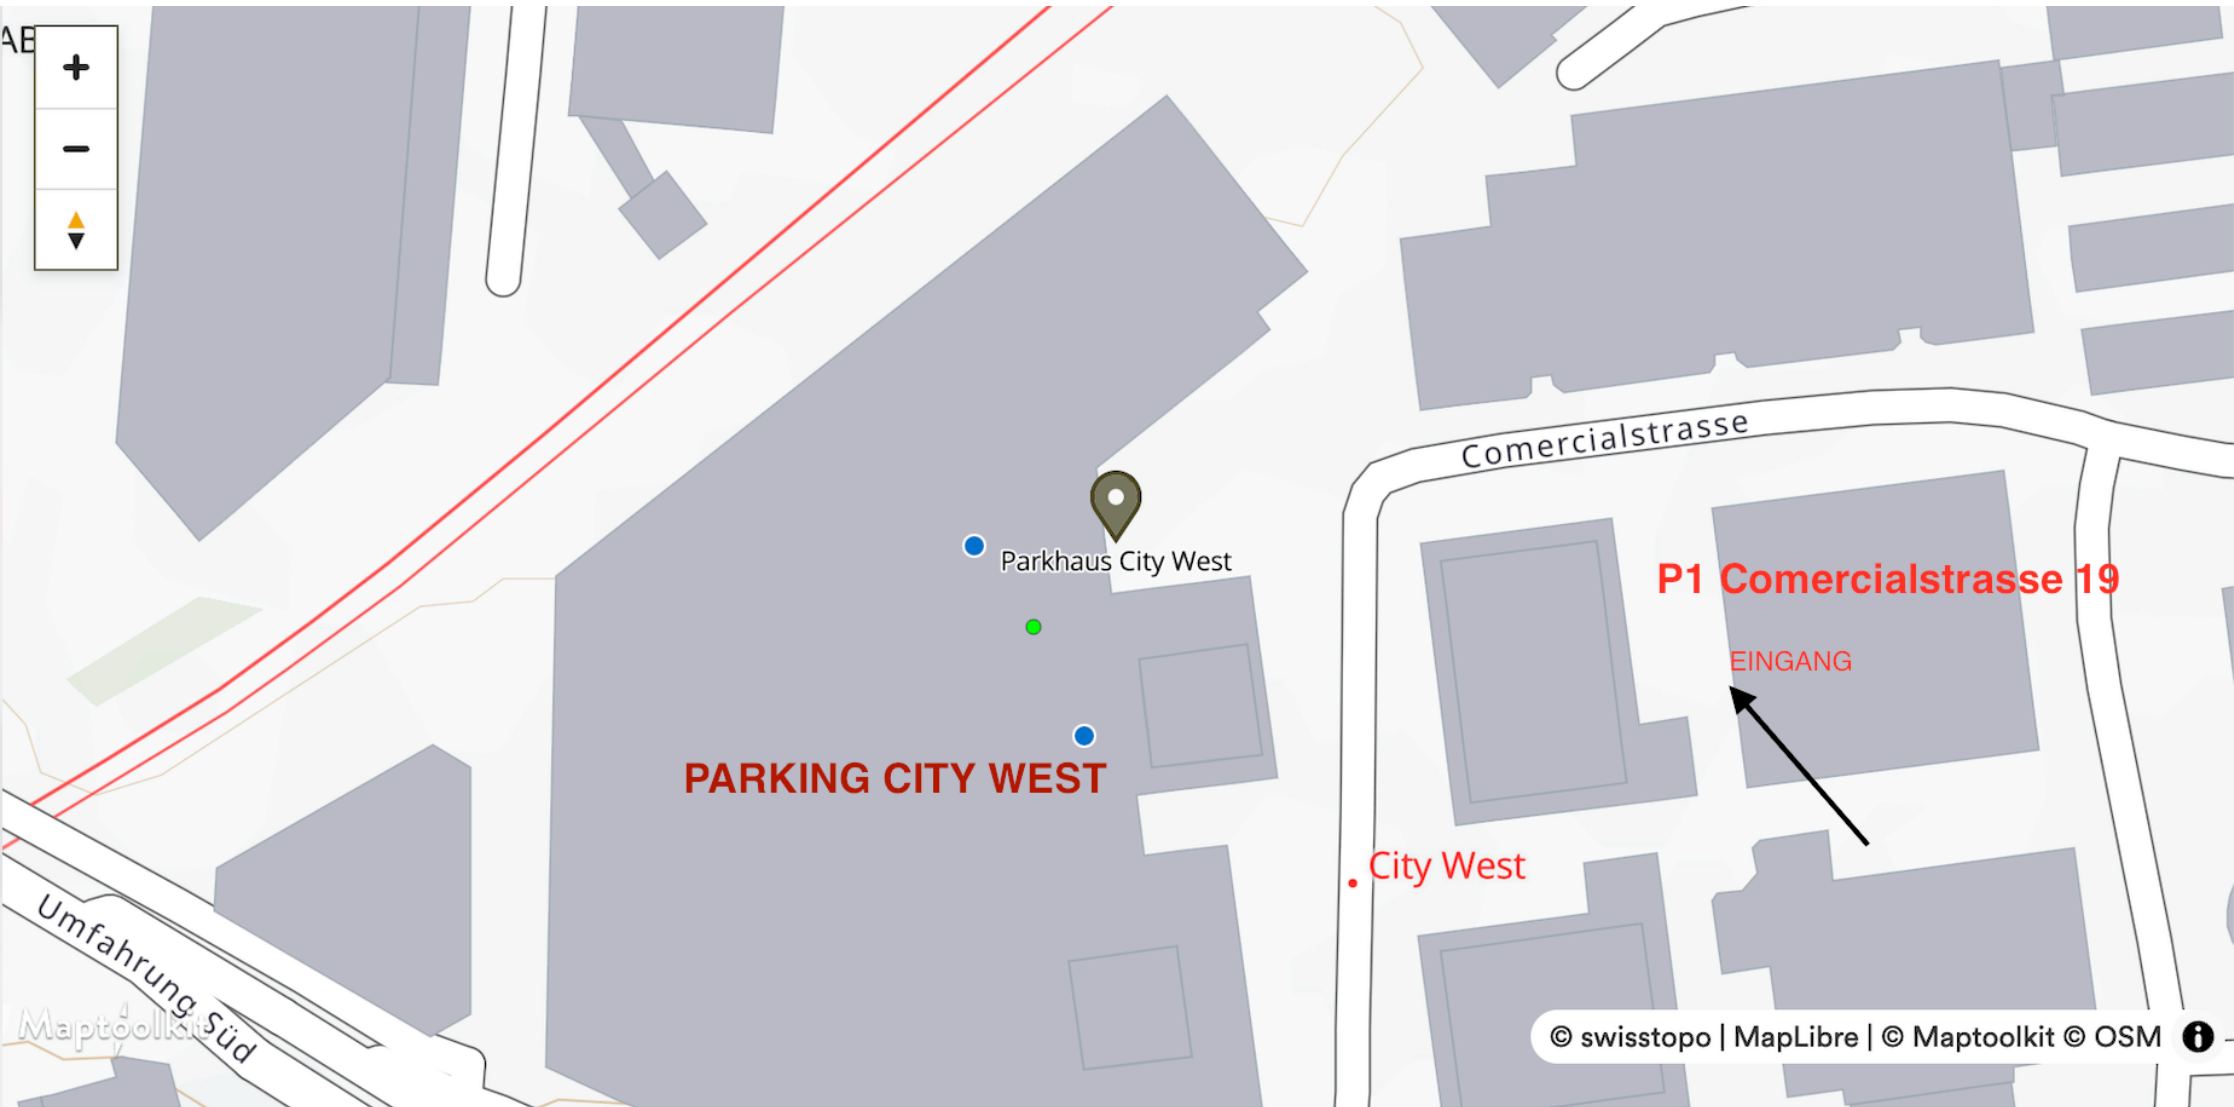 AB
+
−
Comercialstrasse
Parkhaus City West
P1 Comercialstrasse 19
EINGANG
PARKING CITY WEST
City West
Umfahrung Süd
Maptoolkit
© swisstopo | MapLibre | © Maptoolkit © OSM
i